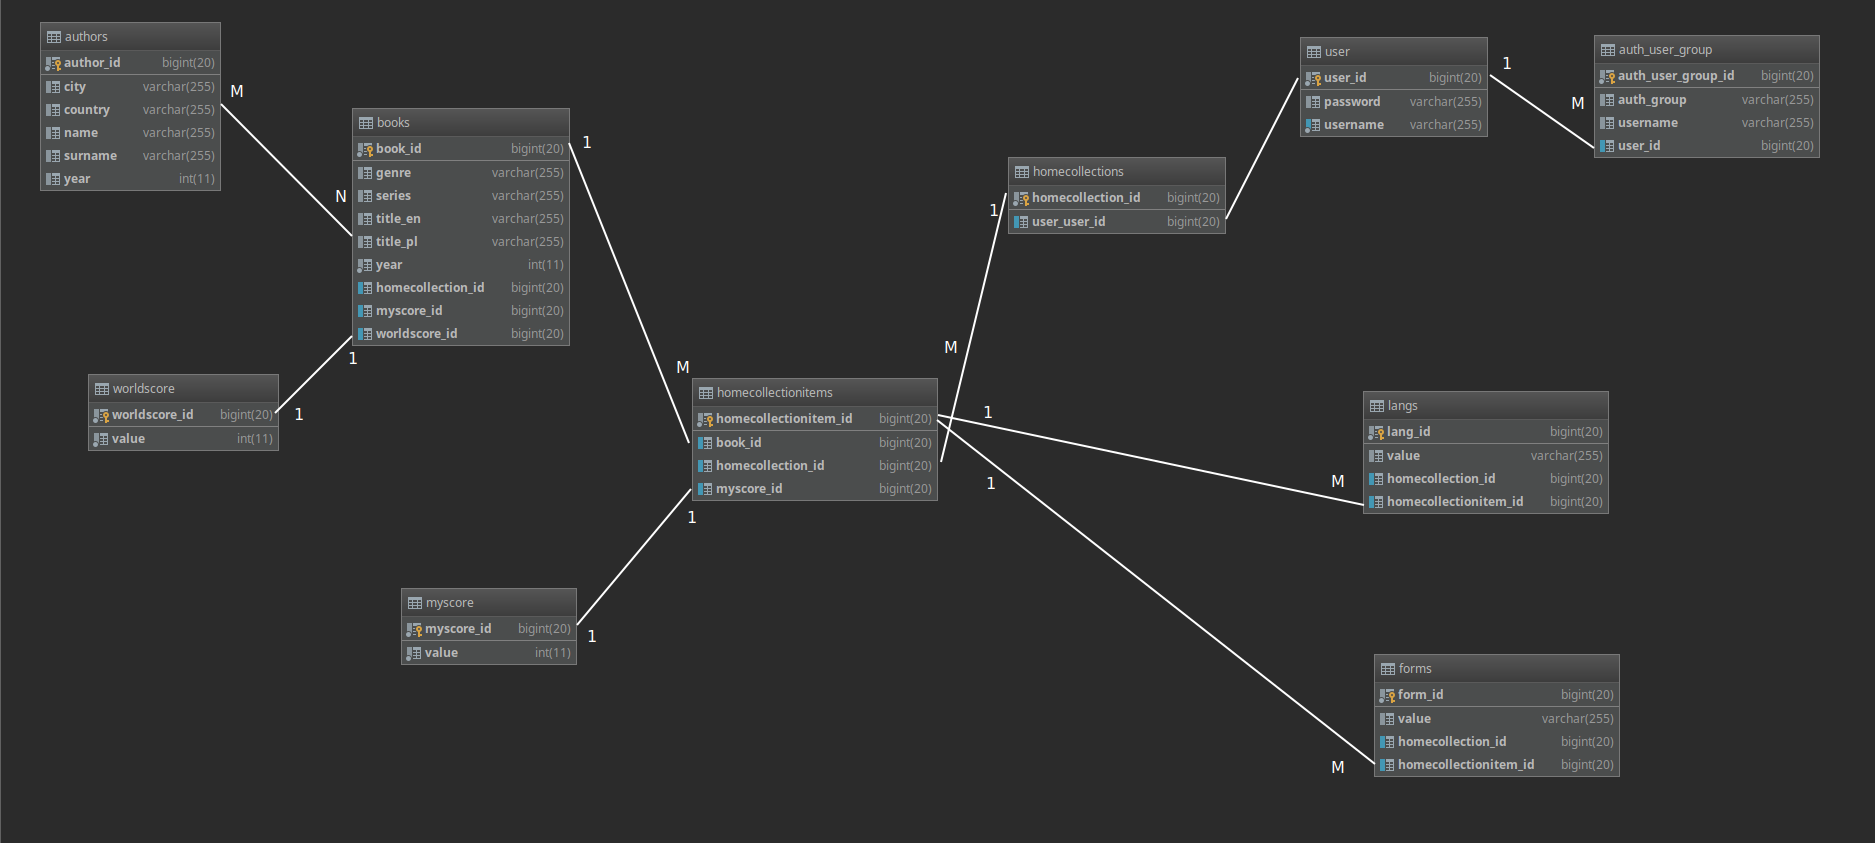 authors
author_id bigint(20)
city varchar(255)
country varchar(255)
name varchar(255)
surname varchar(255)
year int(11)
M
N
books
book_id bigint(20)
genre varchar(255)
series varchar(255)
title_en varchar(255)
title_pl varchar(255)
year int(11)
homecollection_id bigint(20)
myscore_id bigint(20)
worldscore_id bigint(20)
1
M
1
1
worldscore
worldscore_id bigint(20)
value int(11)
homecollectionitems
homecollectionitem_id bigint(20)
book_id bigint(20)
homecollection_id bigint(20)
myscore_id bigint(20)
1
1
myscore
myscore_id bigint(20)
value int(11)
homecollections
homecollection_id bigint(20)
user_user_id bigint(20)
1
M
user
user_id bigint(20)
password varchar(255)
username varchar(255)
1
M
auth_user_group
auth_user_group_id bigint(20)
auth_group varchar(255)
username varchar(255)
user_id bigint(20)
1
M
langs
lang_id bigint(20)
value varchar(255)
homecollection_id bigint(20)
homecollectionitem_id bigint(20)
1
M
forms
form_id bigint(20)
value varchar(255)
homecollection_id bigint(20)
homecollectionitem_id bigint(20)